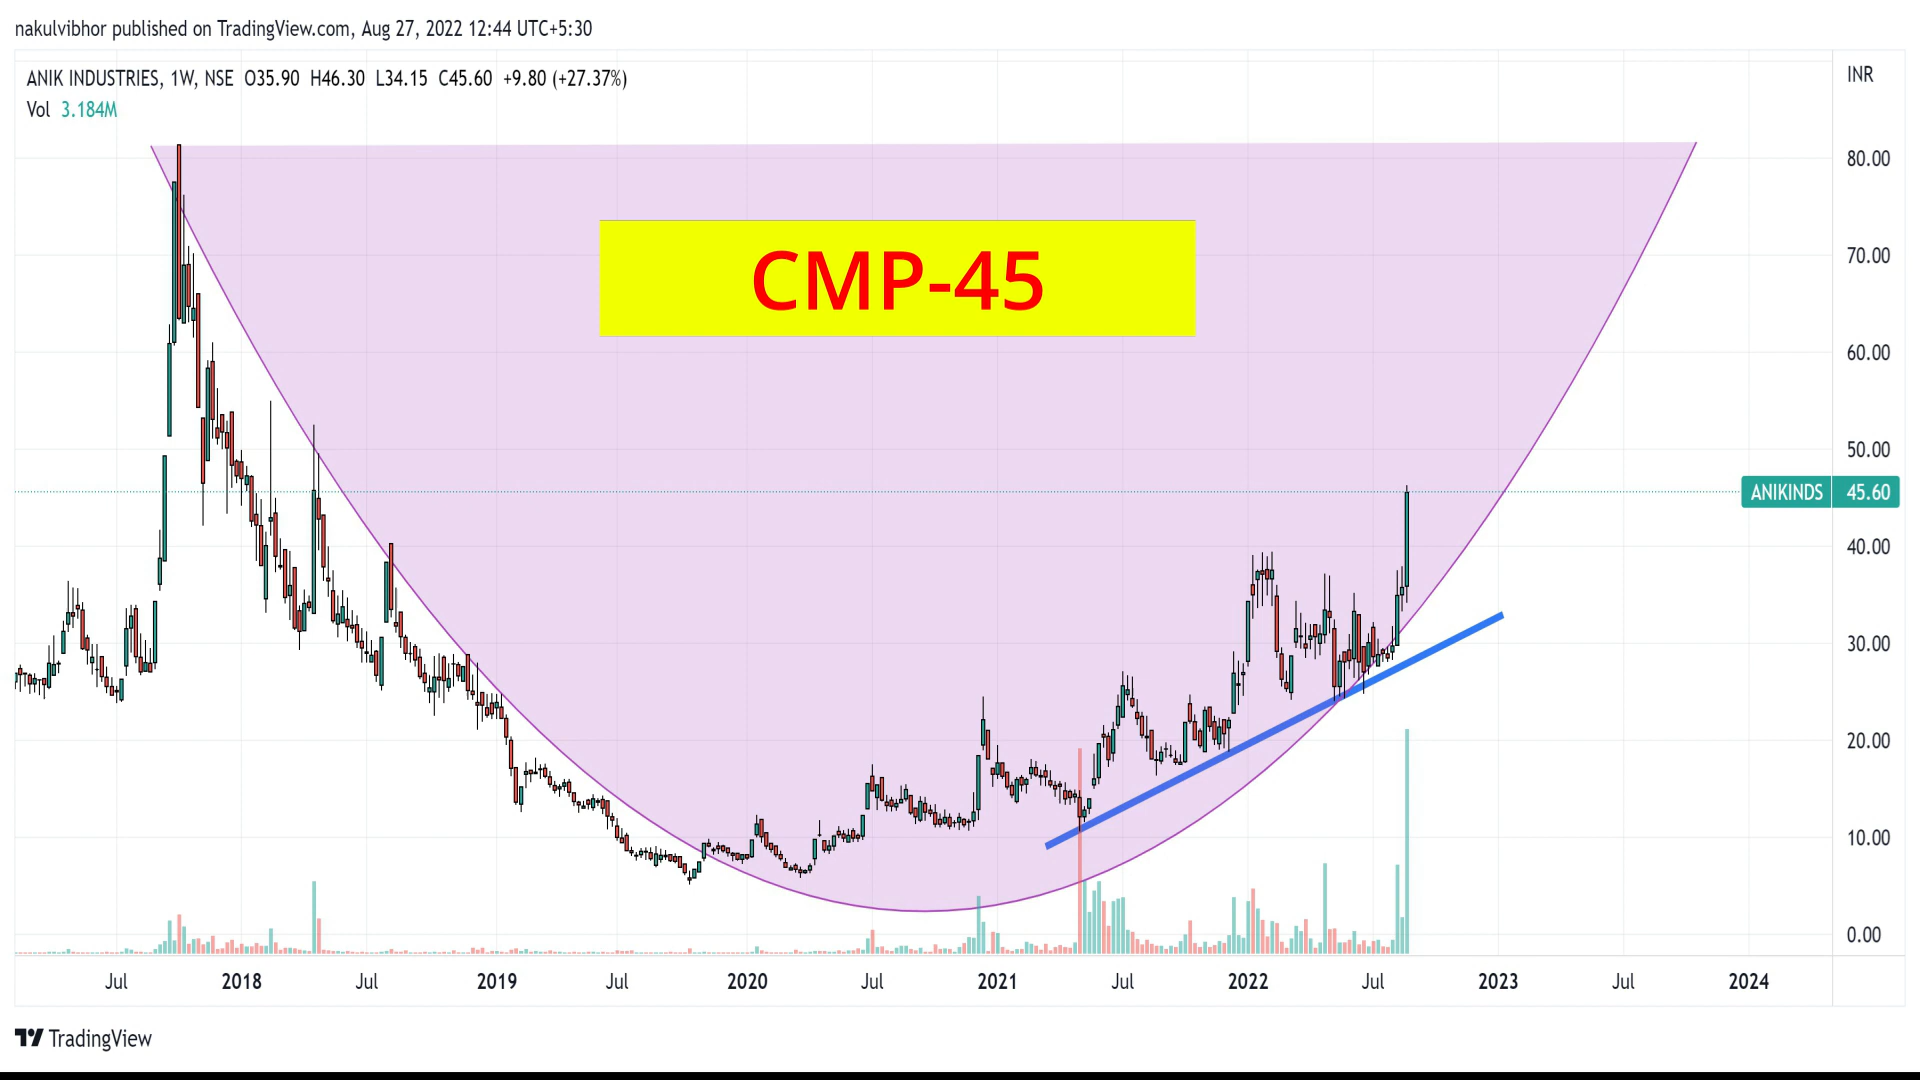 nakulvibhor published on TradingView.com, Aug 27, 2022 12:44 UTC+5:30
ANIK INDUSTRIES, 1W, NSE O35.90 H46.30 L34.15 C45.60 +9.80 (+27.37%)
INR
Vol 3.184M
80.00
CMP-45
70.00
60.00
50.00
ANIKINDS 45.60
40.00
30.00
20.00
10.00
0.00
Jul 2018 Jul 2019 Jul 2020 Jul 2021 Jul 2022 Jul 2023 Jul 2024
TradingView